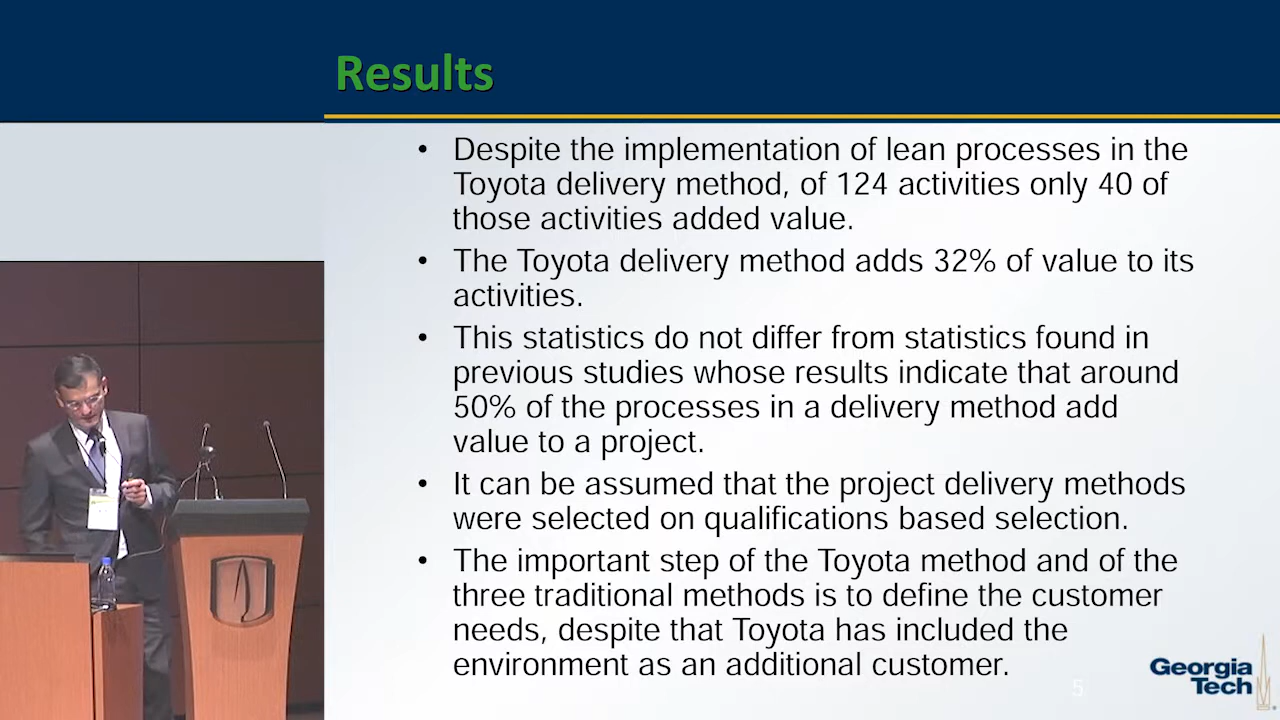 Results
• Despite the implementation of lean processes in the
Toyota delivery method, of 124 activities only 40 of
those activities added value.
• The Toyota delivery method adds 32% of value to its
activities.
• This statistics do not differ from statistics found in
previous studies whose results indicate that around
50% of the processes in a delivery method add
value to a project.
• It can be assumed that the project delivery methods
were selected on qualifications based selection.
• The important step of the Toyota method and of the
three traditional methods is to define the customer
needs, despite that Toyota has included the
environment as an additional customer.
5
Georgia
Tech